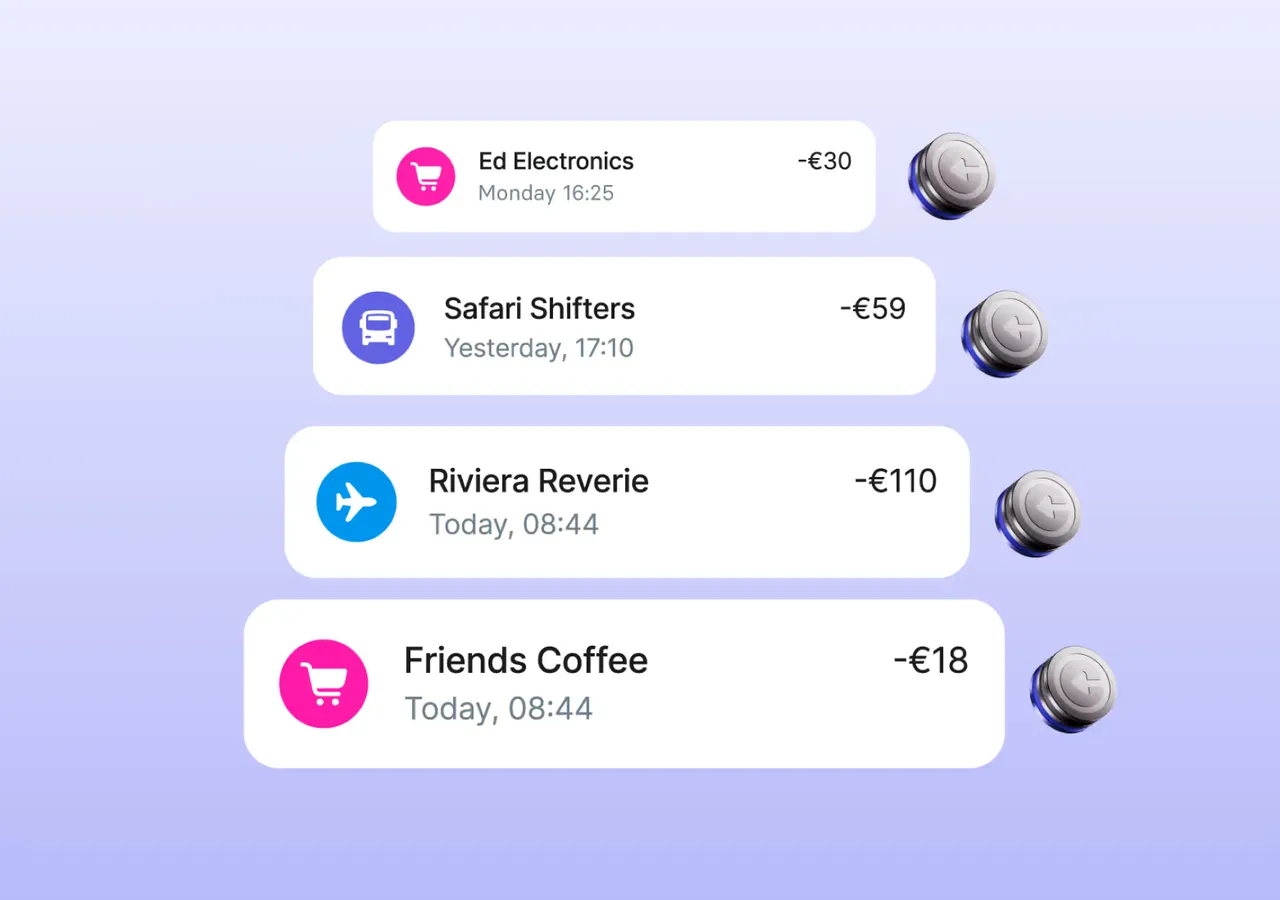 Ed Electronics -€30
Monday 16:25
Safari Shifters -€59
Yesterday, 17:10
Riviera Reverie -€110
Today, 08:44
Friends Coffee -€18
Today, 08:44